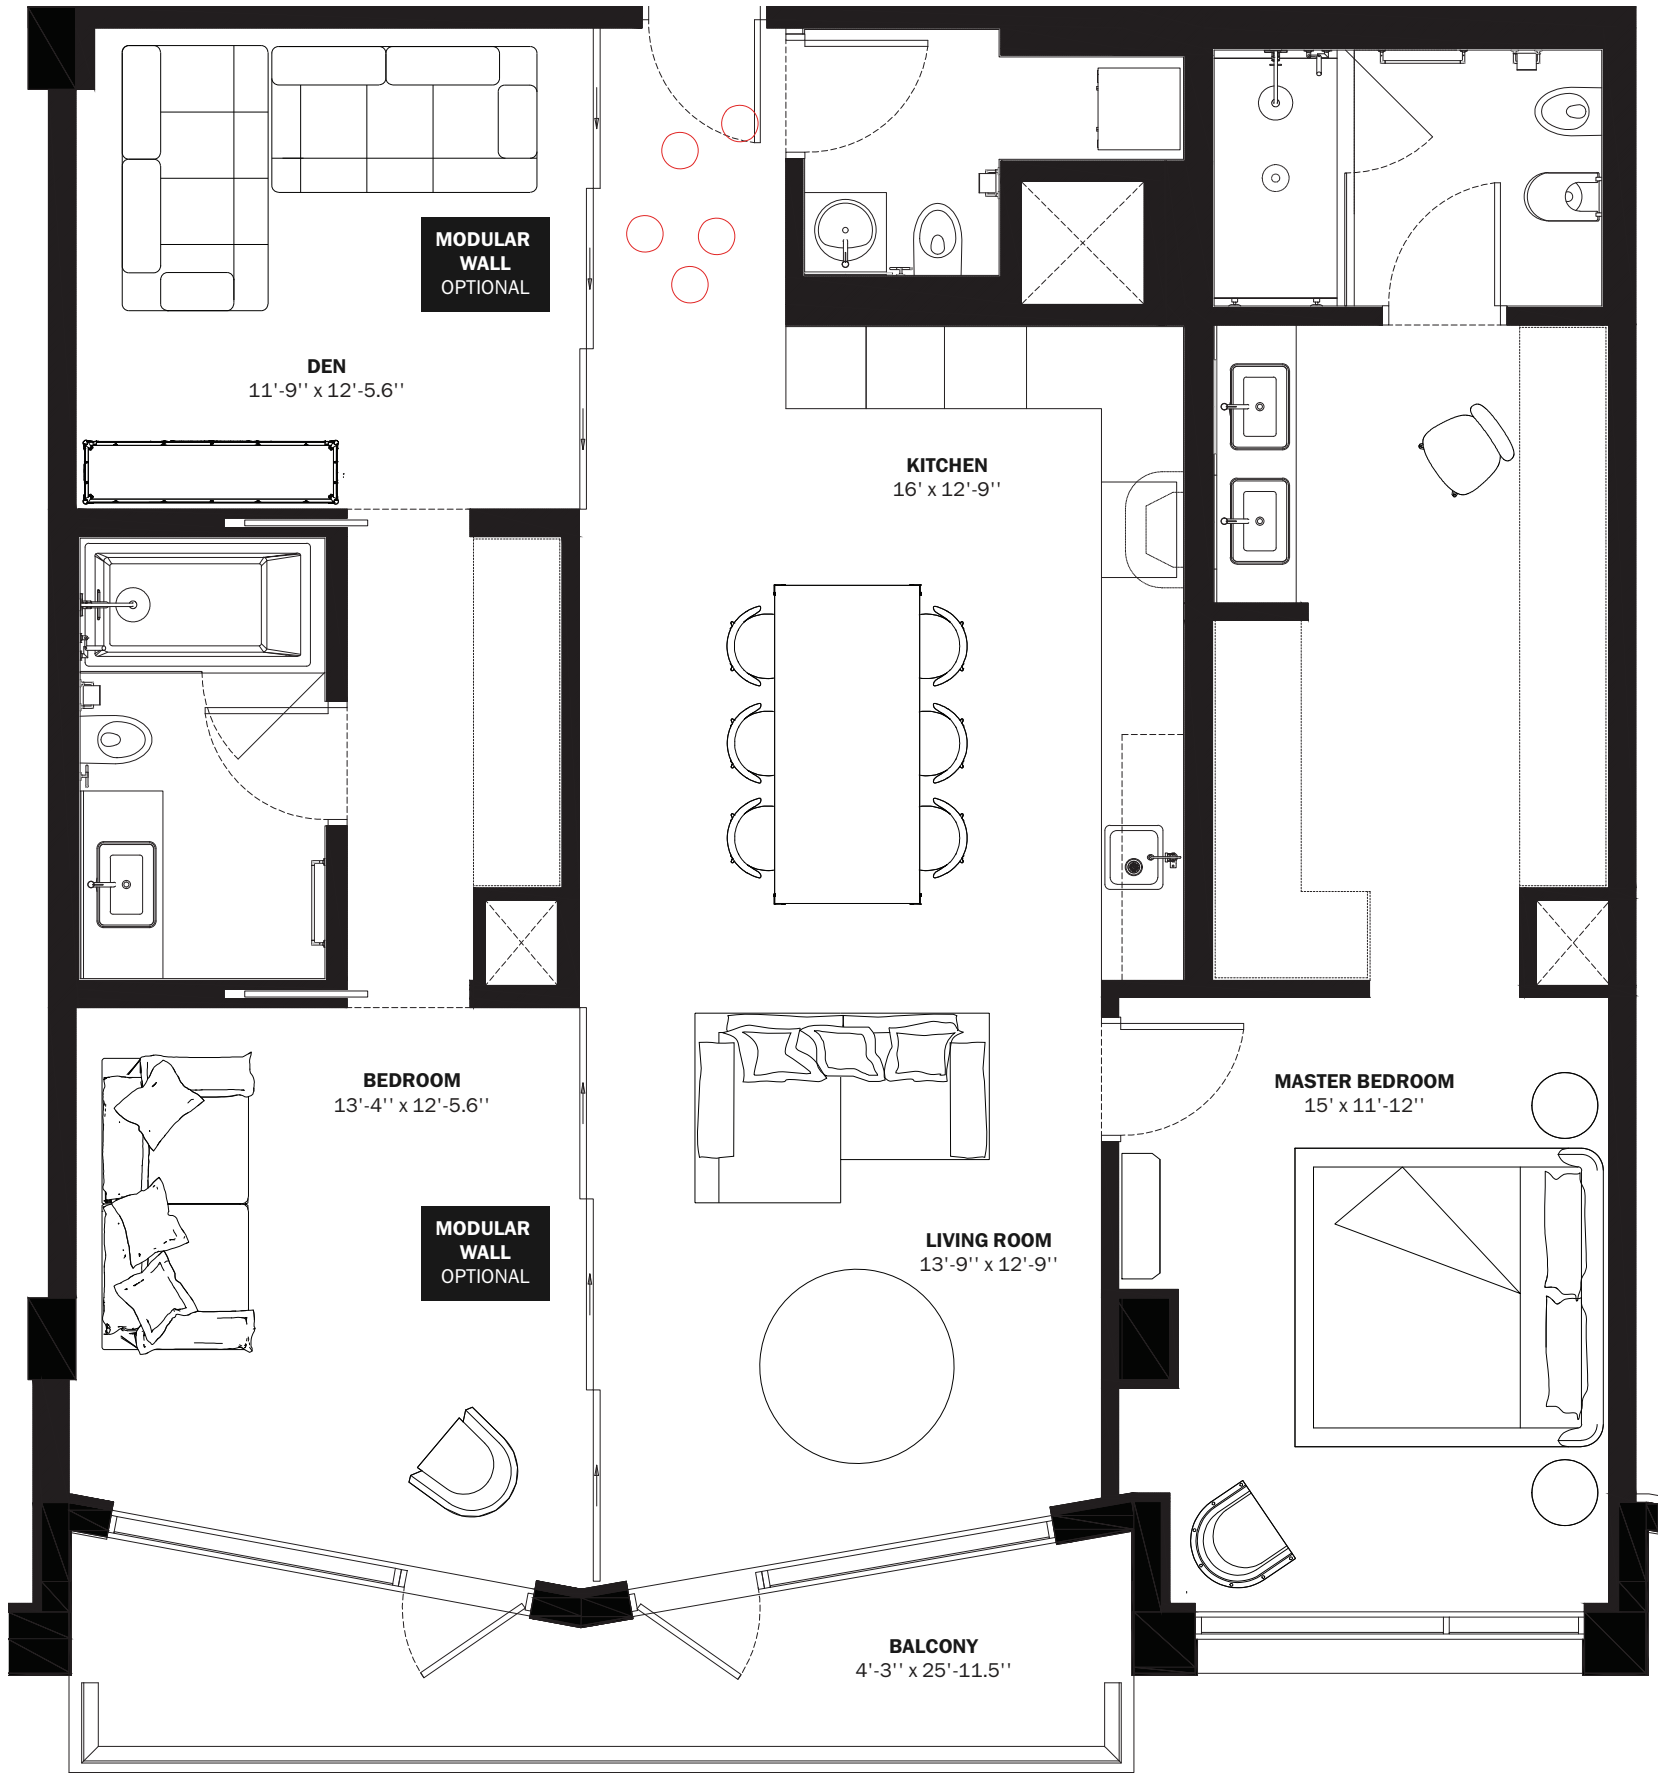 MODULAR
WALL
OPTIONAL
DEN
11'-9'' x 12'-5.6''
KITCHEN
16' x 12'-9''
BEDROOM
13'-4'' x 12'-5.6''
MASTER BEDROOM
15' x 11'-12''
MODULAR
WALL
OPTIONAL
LIVING ROOM
13'-9'' x 12'-9''
BALCONY
4'-3'' x 25'-11.5''